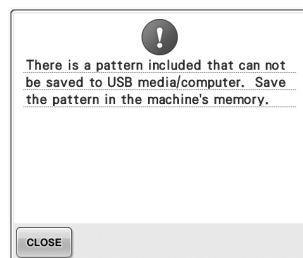 There is a pattern included that can not
be saved to USB media/computer.  Save
the pattern in the machine's memory.
CLOSE